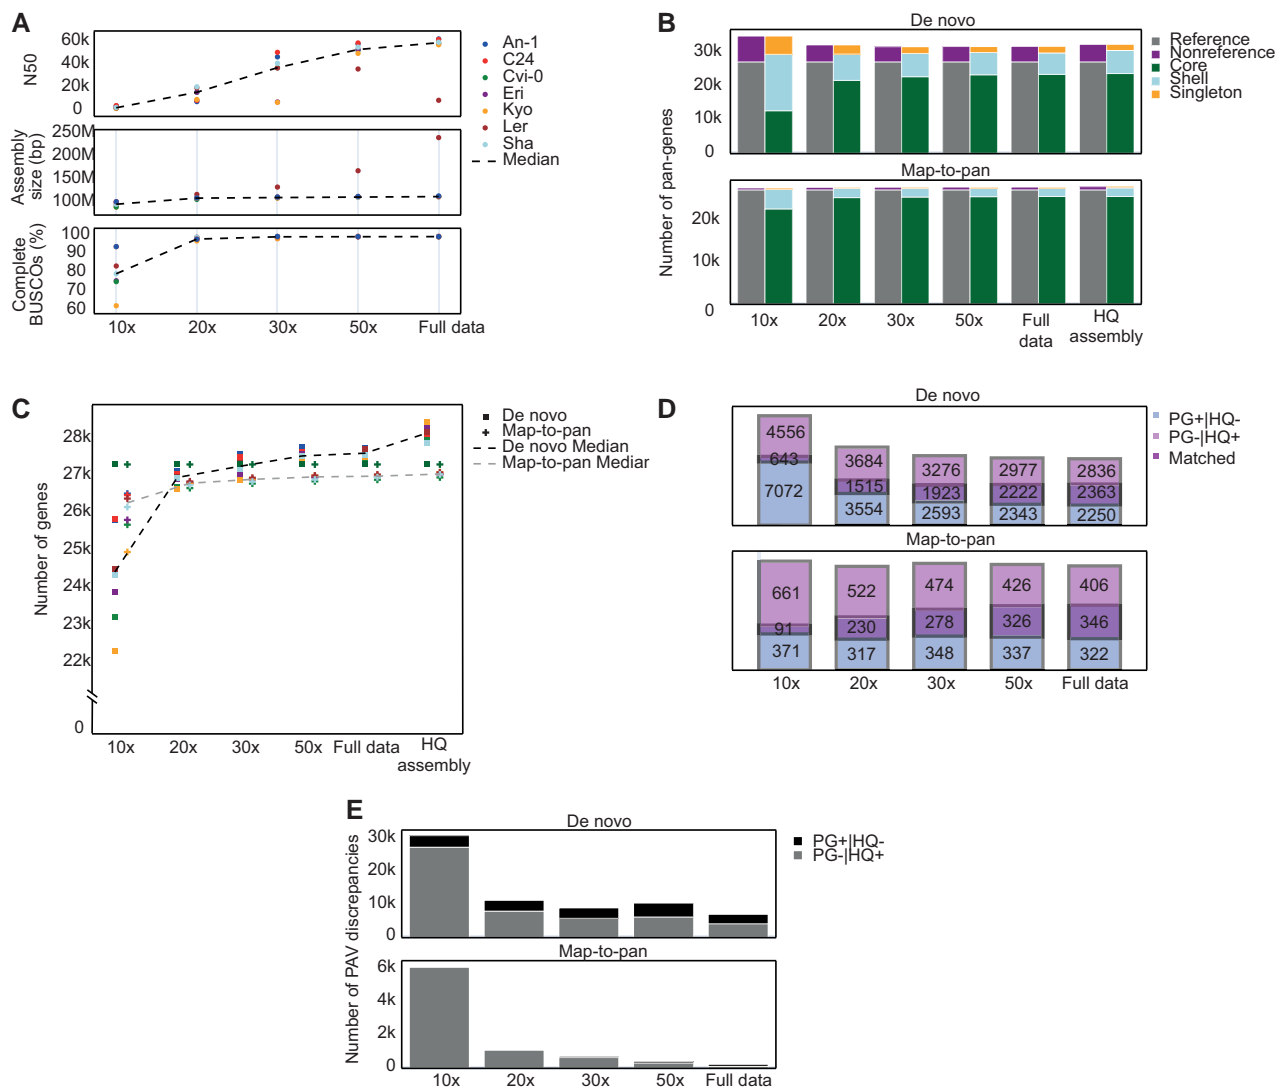 A
N50
60k
40k
20k
0
Assembly
size (bp)
250M
200M
150M
100M
Complete
BUSCOs (%)
100
90
80
70
60
10x
20x
30x
50x
Full data
An-1
C24
Cvi-0
Eri
Kyo
Ler
Sha
Median
B
De novo
Number of pan-genes
30k
20k
10k
0
Map-to-pan
20k
10k
0
10x
20x
30x
50x
Full
data
HQ
assembly
Reference
Nonreference
Core
Shell
Singleton
C
Number of genes
28k
27k
26k
25k
24k
23k
22k
0
De novo
Map-to-pan
De novo Median
Map-to-pan Mediar
10x
20x
30x
50x
Full data
HQ
assembly
D
De novo
4556
643
7072
3684
1515
3554
3276
1923
2593
2977
2222
2343
2836
2363
2250
PG+|HQ-
PG-|HQ+
Matched
Map-to-pan
661
91
371
522
230
317
474
278
348
426
326
337
406
346
322
10x
20x
30x
50x
Full data
E
De novo
Number of PAV discrepancies
30k
20k
10k
0
PG+|HQ-
PG-|HQ+
Map-to-pan
6k
4k
2k
0
10x
20x
30x
50x
Full data